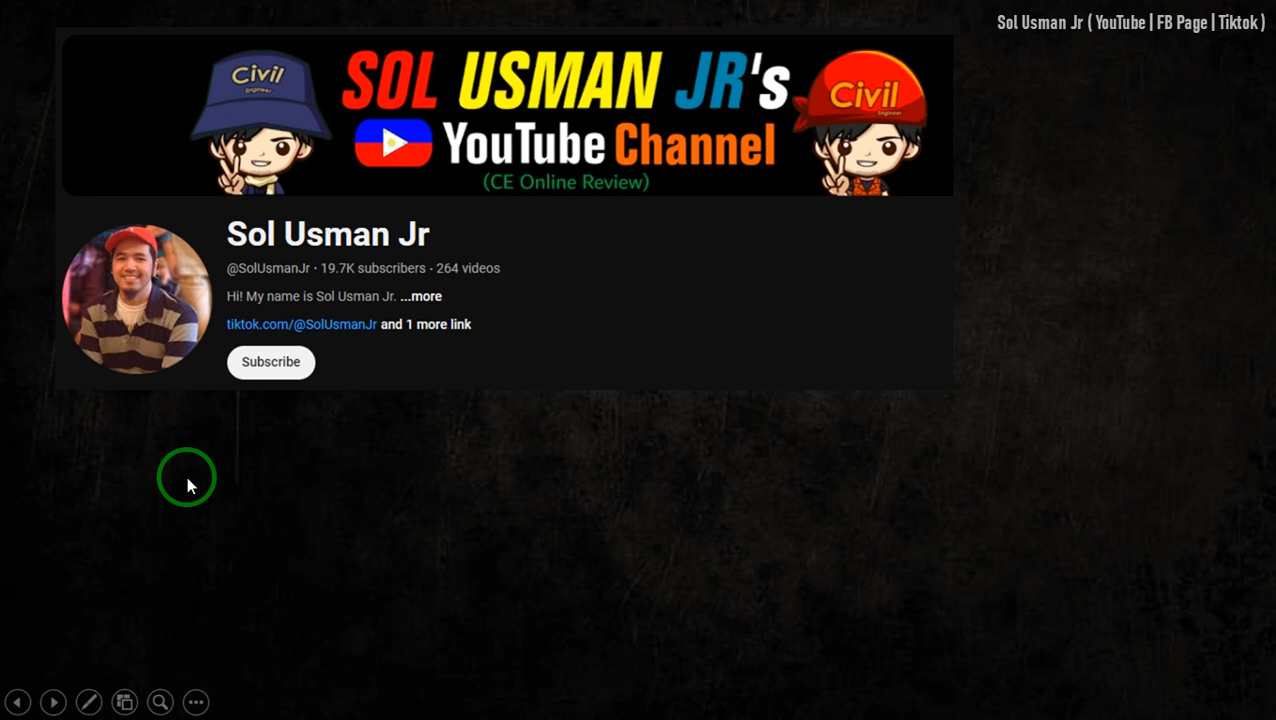 Sol Usman Jr ( YouTube | FB Page | Tiktok )
Civil
Engineer
SOL USMAN JR's
YouTube Channel
(CE Online Review)
Civil
Engineer
Sol Usman Jr
@SolUsmanJr · 19.7K subscribers · 264 videos
Hi! My name is Sol Usman Jr. ...more
tiktok.com/@SolUsmanJr and 1 more link
Subscribe